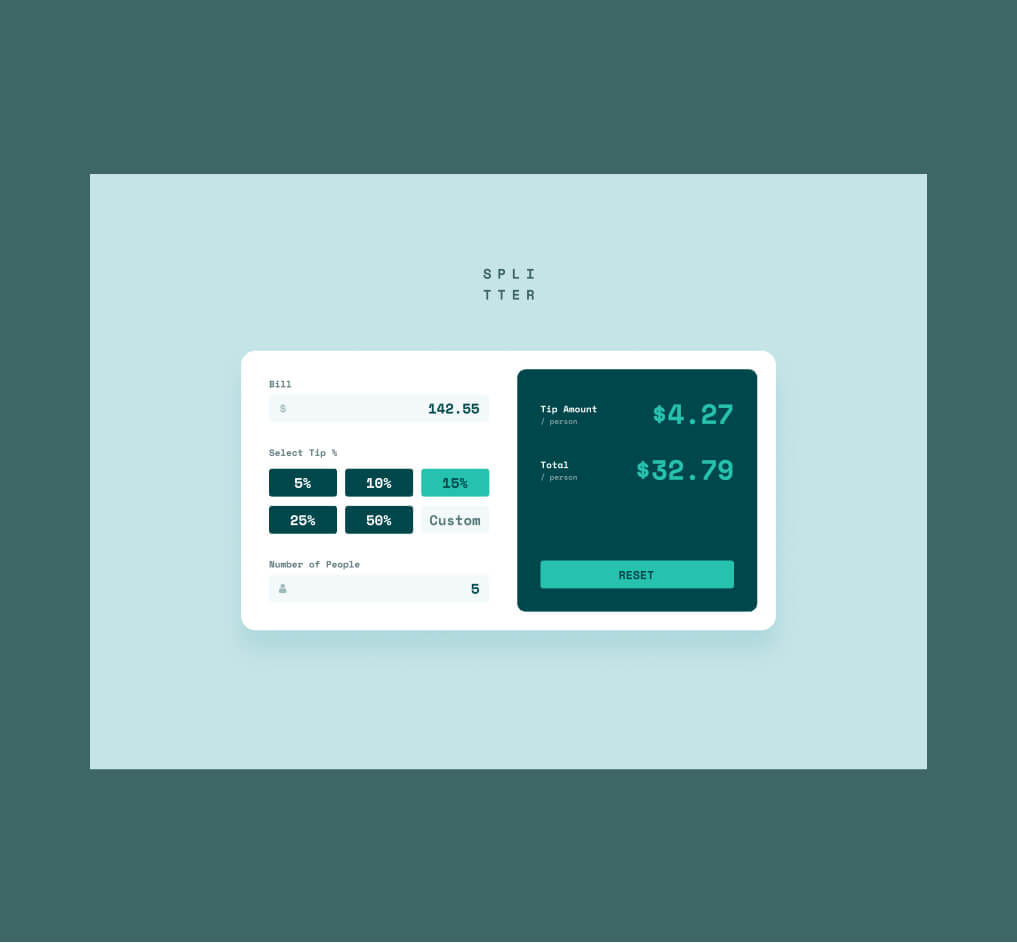 SPLI
TTER
Bill
$ 142.55
Select Tip %
5% 10% 15%
25% 50% Custom
Number of People
5
Tip Amount
/ person
$4.27
Total
/ person
$32.79
RESET